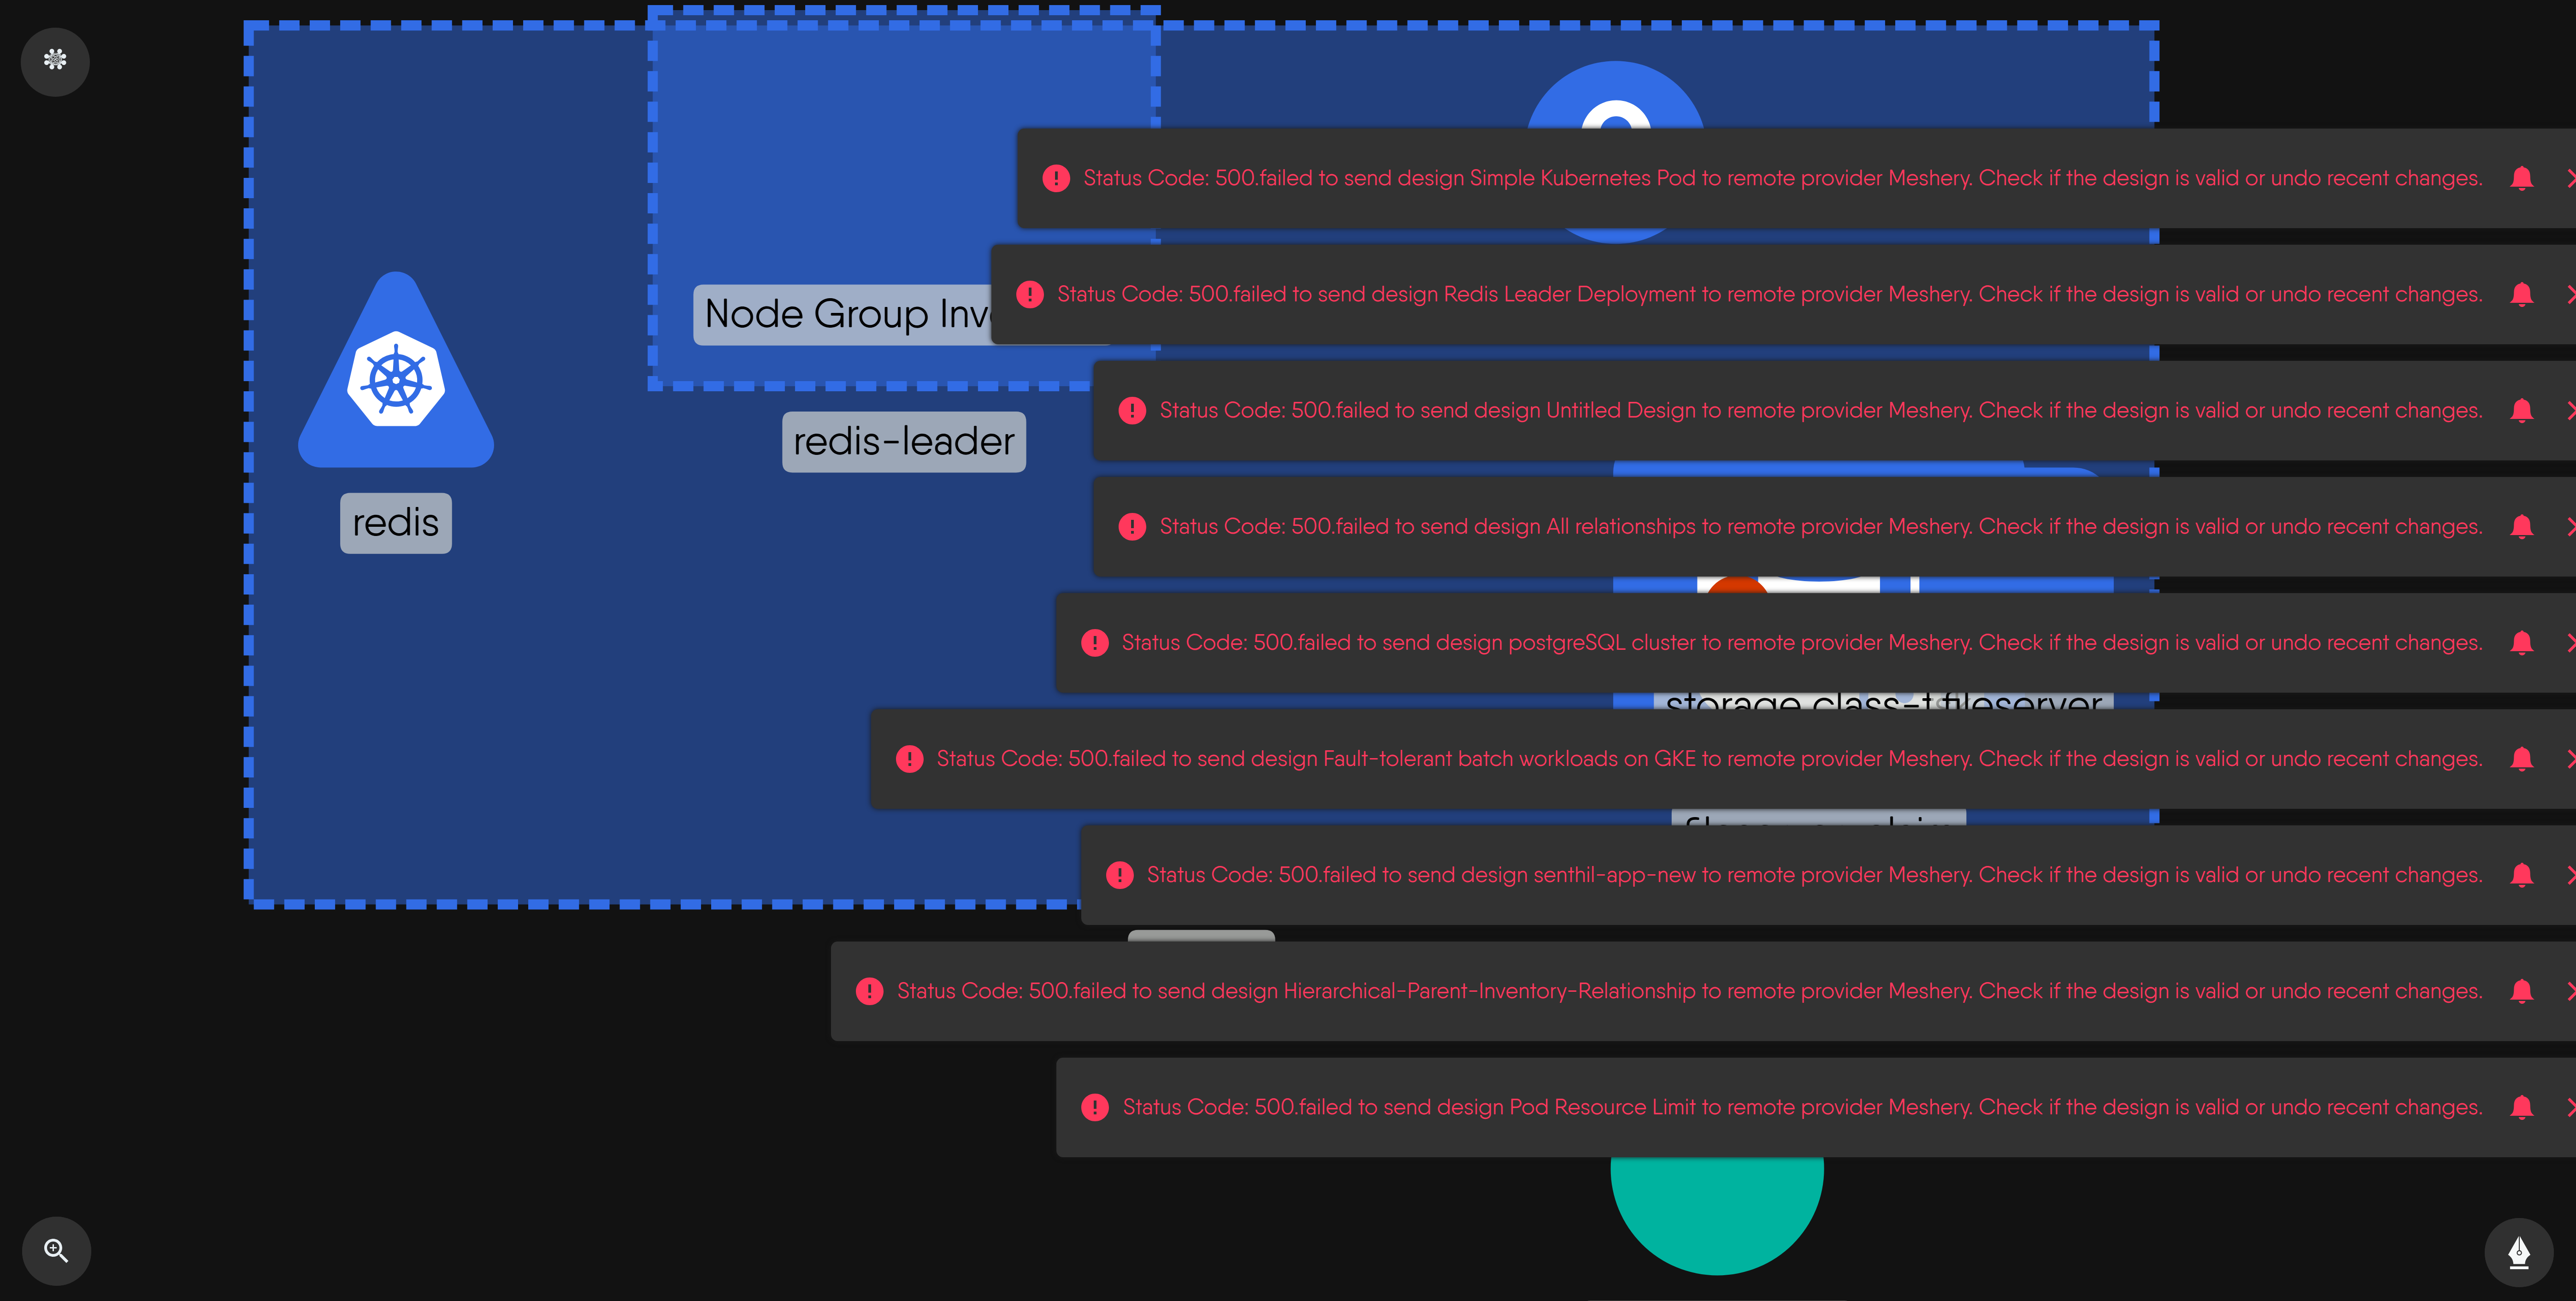 Status Code: 500.failed to send design Simple Kubernetes Pod to remote provider Meshery. Check if the design is valid or undo recent changes.
Status Code: 500.failed to send design Redis Leader Deployment to remote provider Meshery. Check if the design is valid or undo recent changes.
Node Group
Status Code: 500.failed to send design Untitled Design to remote provider Meshery. Check if the design is valid or undo recent changes.
redis-leader
redis
Status Code: 500.failed to send design All relationships to remote provider Meshery. Check if the design is valid or undo recent changes.
Status Code: 500.failed to send design postgreSQL cluster to remote provider Meshery. Check if the design is valid or undo recent changes.
storage class
Status Code: 500.failed to send design Fault-tolerant batch workloads on GKE to remote provider Meshery. Check if the design is valid or undo recent changes.
Status Code: 500.failed to send design senthil-app-new to remote provider Meshery. Check if the design is valid or undo recent changes.
Status Code: 500.failed to send design Hierarchical-Parent-Inventory-Relationship to remote provider Meshery. Check if the design is valid or undo recent changes.
Status Code: 500.failed to send design Pod Resource Limit to remote provider Meshery. Check if the design is valid or undo recent changes.